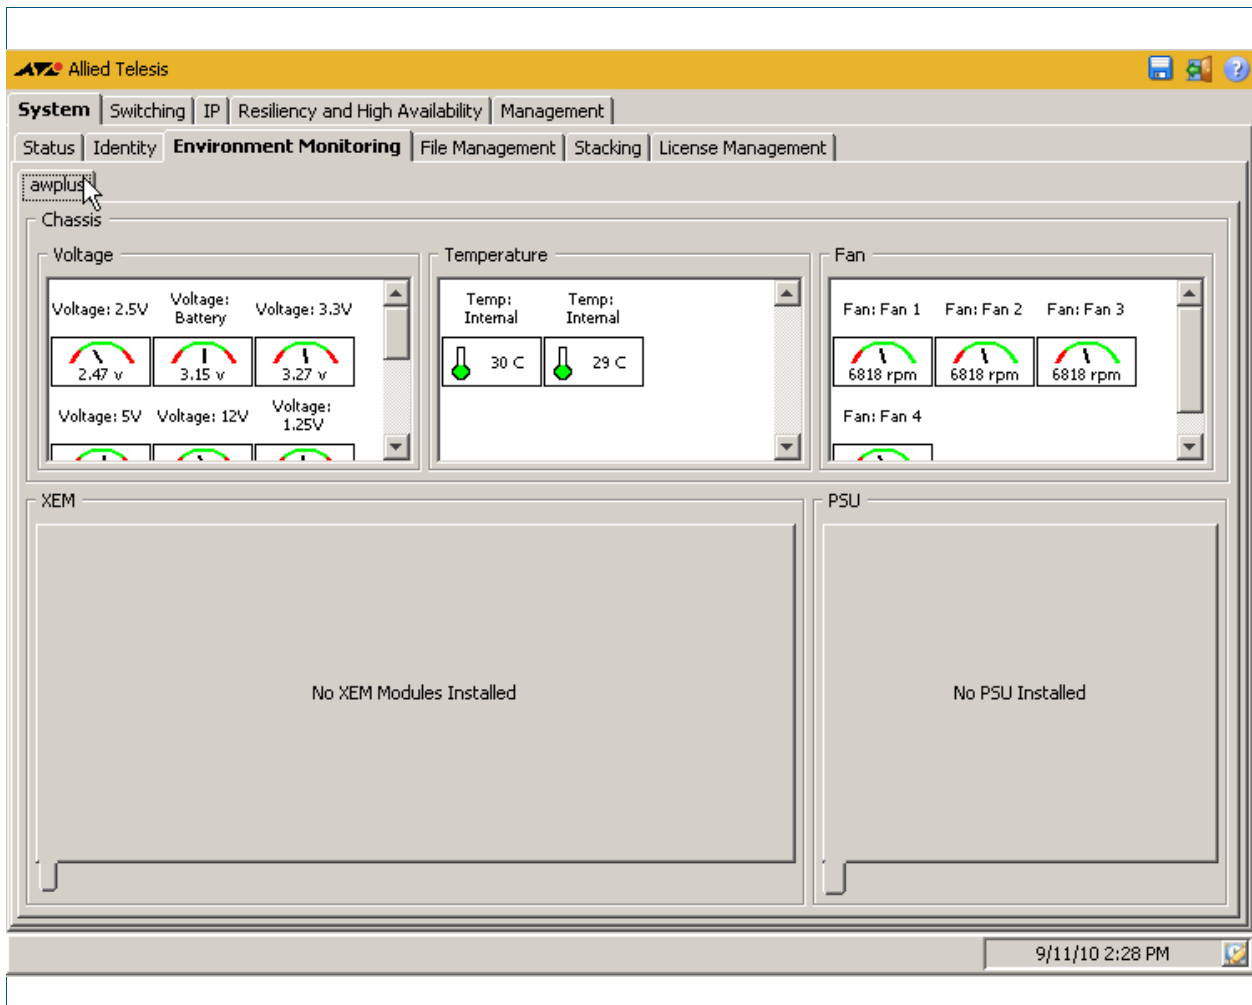 Allied Telesis
System Switching IP Resiliency and High Availability Management
Status Identity Environment Monitoring File Management Stacking License Management
awplus
Chassis
Voltage
Voltage: 2.5V
Voltage:
Battery
Voltage: 3.3V
2.47 v
3.15 v
3.27 v
Voltage: 5V
Voltage: 12V
Voltage:
1.25V
Temperature
Temp:
Internal
Temp:
Internal
30 C
29 C
Fan
Fan: Fan 1
Fan: Fan 2
Fan: Fan 3
6818 rpm
6818 rpm
6818 rpm
Fan: Fan 4
XEM
No XEM Modules Installed
PSU
No PSU Installed
9/11/10 2:28 PM